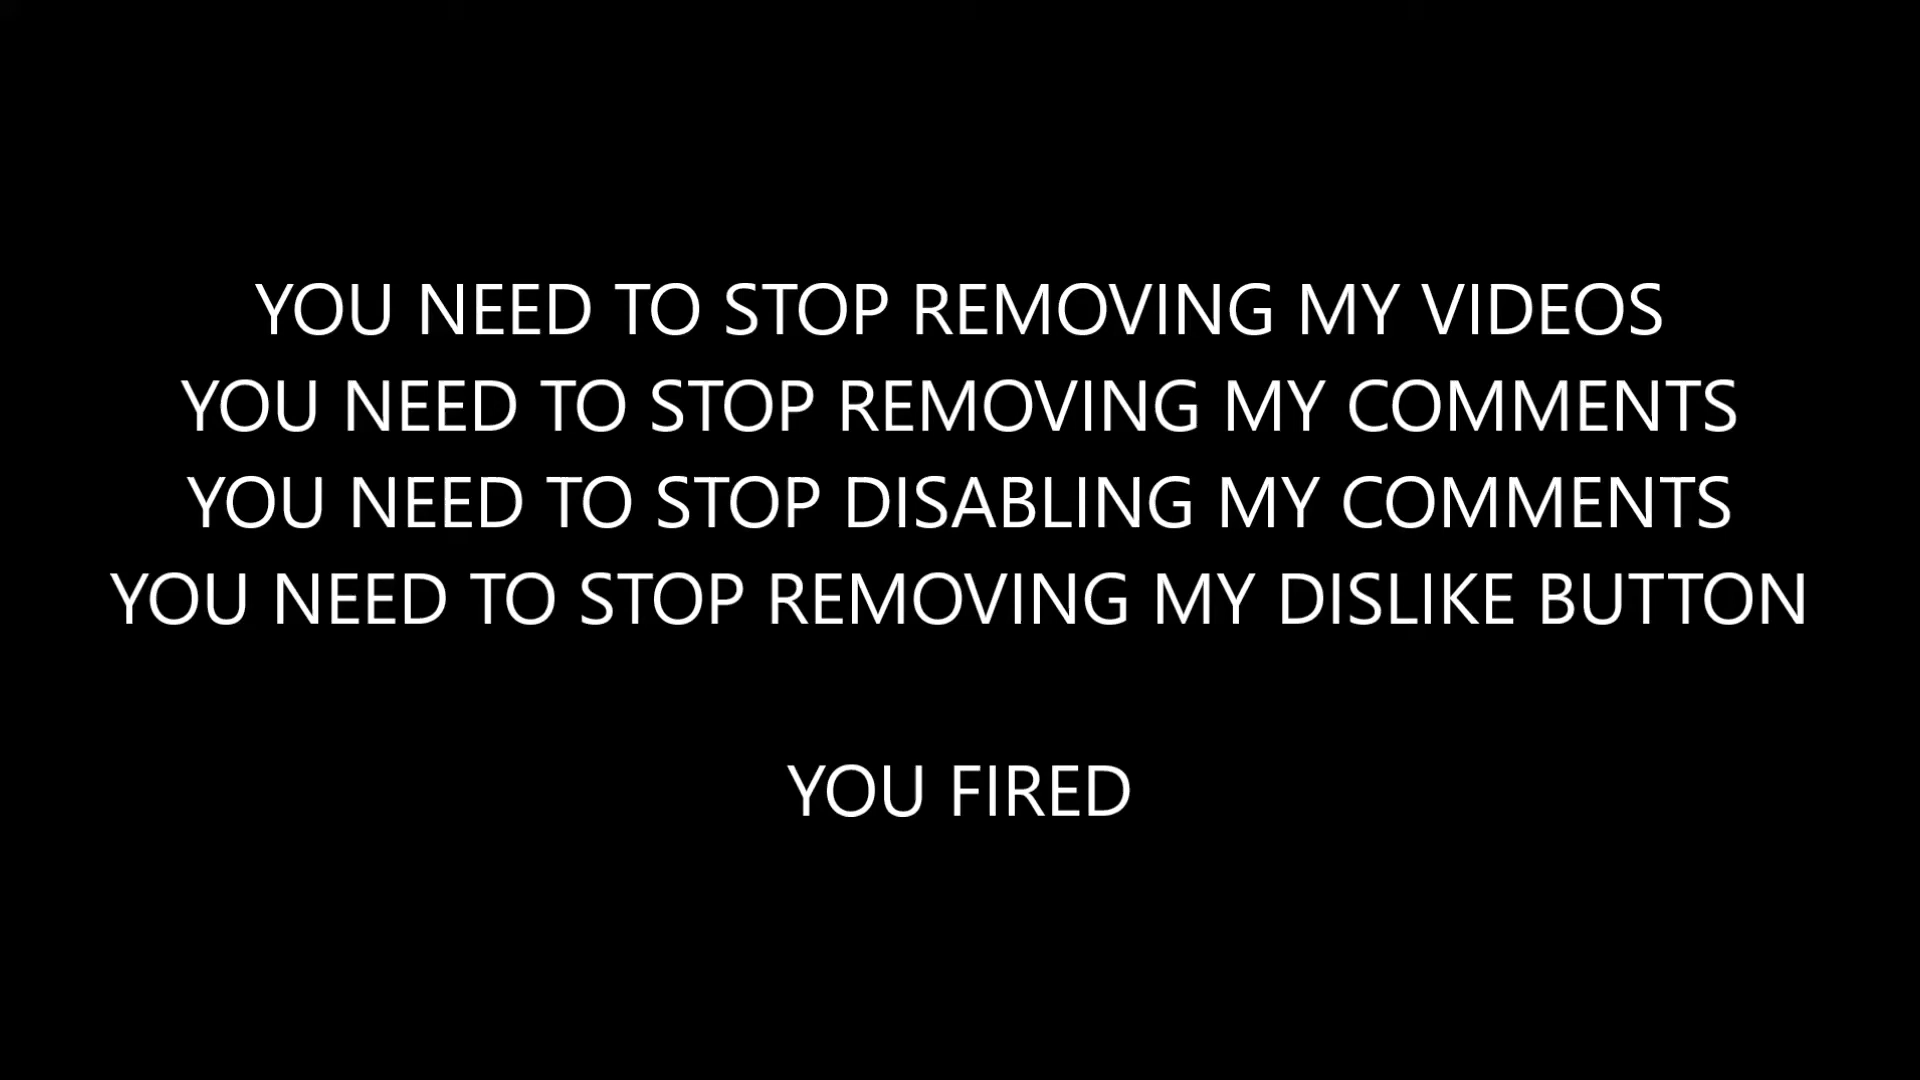 YOU NEED TO STOP REMOVING MY VIDEOS
YOU NEED TO STOP REMOVING MY COMMENTS
YOU NEED TO STOP DISABLING MY COMMENTS
YOU NEED TO STOP REMOVING MY DISLIKE BUTTON
YOU FIRED